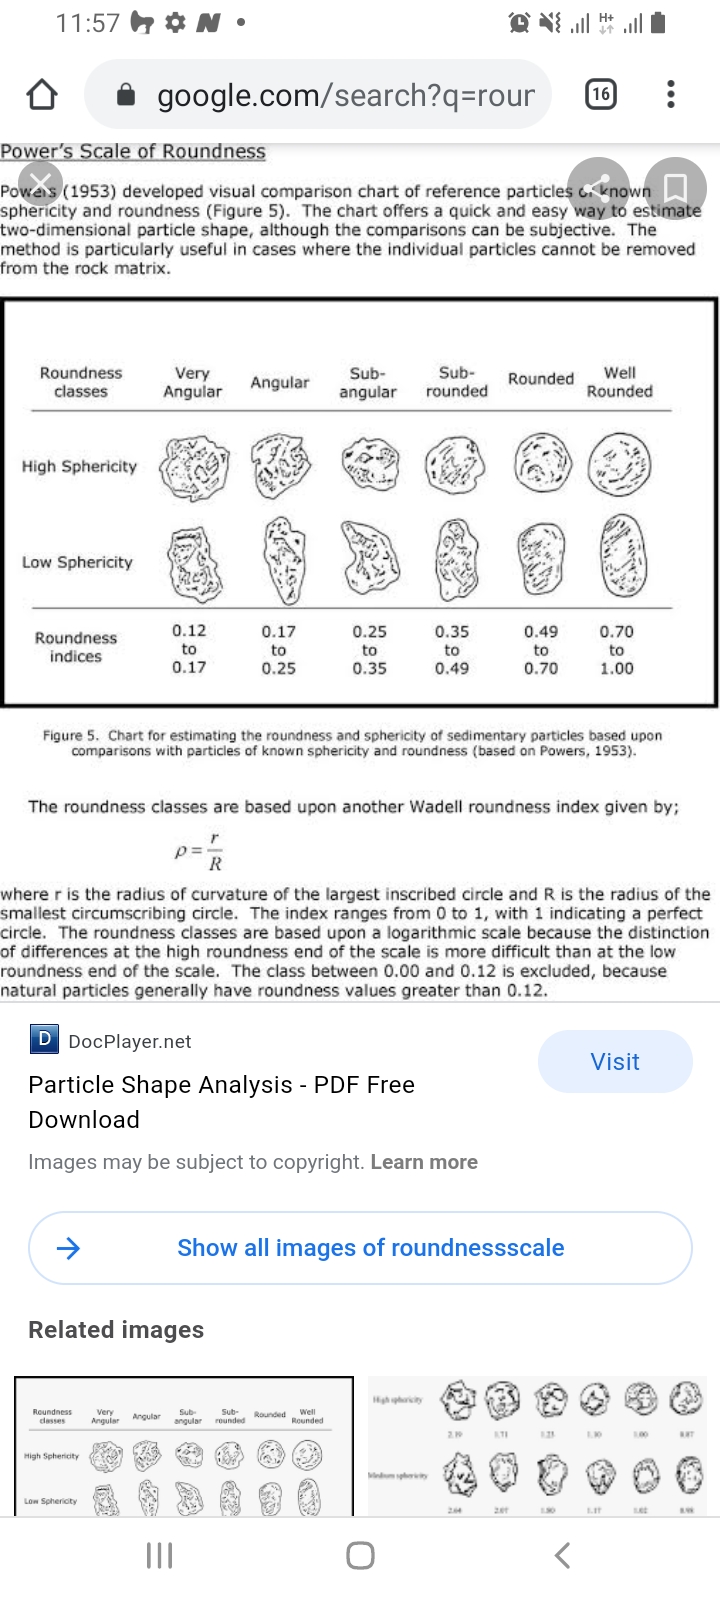 11:57
H+
google.com/search?q=rour
16
Power's Scale of Roundness
Powers (1953) developed visual comparison chart of reference particles of known
sphericity and roundness (Figure 5). The chart offers a quick and easy way to estimate
two-dimensional particle shape, although the comparisons can be subjective. The
method is particularly useful in cases where the individual particles cannot be removed
from the rock matrix.
Roundness classes Very Angular Angular Sub-angular Sub-rounded Rounded Well Rounded
High Sphericity
Low Sphericity
Roundness indices 0.12 to 0.17 0.17 to 0.25 0.25 to 0.35 0.35 to 0.49 0.49 to 0.70 0.70 to 1.00
Figure 5. Chart for estimating the roundness and sphericity of sedimentary particles based upon
comparisons with particles of known sphericity and roundness (based on Powers, 1953).
The roundness classes are based upon another Wadell roundness index given by;
ρ = r/R
where r is the radius of curvature of the largest inscribed circle and R is the radius of the
smallest circumscribing circle. The index ranges from 0 to 1, with 1 indicating a perfect
circle. The roundness classes are based upon a logarithmic scale because the distinction
of differences at the high roundness end of the scale is more difficult than at the low
roundness end of the scale. The class between 0.00 and 0.12 is excluded, because
natural particles generally have roundness values greater than 0.12.
D DocPlayer.net
Visit
Particle Shape Analysis - PDF Free
Download
Images may be subject to copyright. Learn more
Show all images of roundnessscale
Related images
Roundness classes Very Angular Angular Sub-angular Sub-rounded Rounded Well Rounded
High Sphericity
Low Sphericity
High sphericity
Medium sphericity